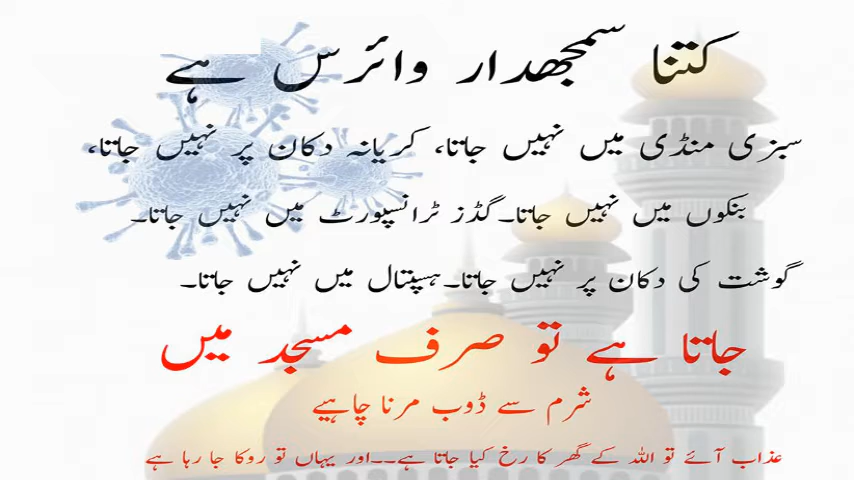 کتنا سمجھدار وائرس ہے
سبزی منڈی میں نہیں جاتا، کریانہ دکان پر نہیں جاتا،
بنکوں میں نہیں جاتا۔گڈز ٹرانسپورٹ میں نہیں جاتا۔
گوشت کی دکان پر نہیں جاتا۔ہسپتال میں نہیں جاتا۔
جاتا ہے تو صرف مسجد میں
شرم سے ڈوب مرنا چاہیے
عذاب آئے تو اللہ کے گھر کا رخ کیا جاتا ہے۔۔اور یہاں تو روکا جا رہا ہے